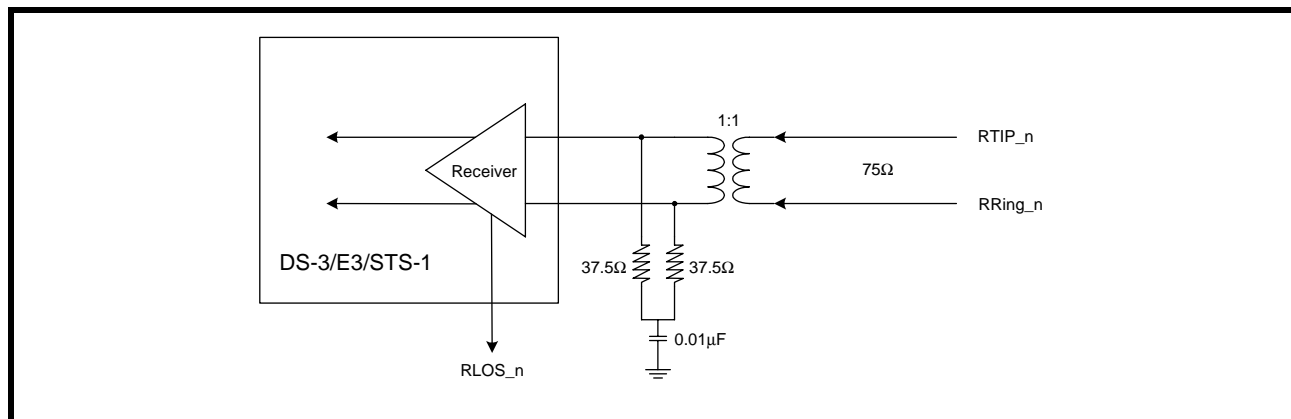 1:1
RTIP_n
Receiver
75Ω
RRing_n
DS-3/E3/STS-1
37.5Ω
37.5Ω
0.01μF
RLOS_n